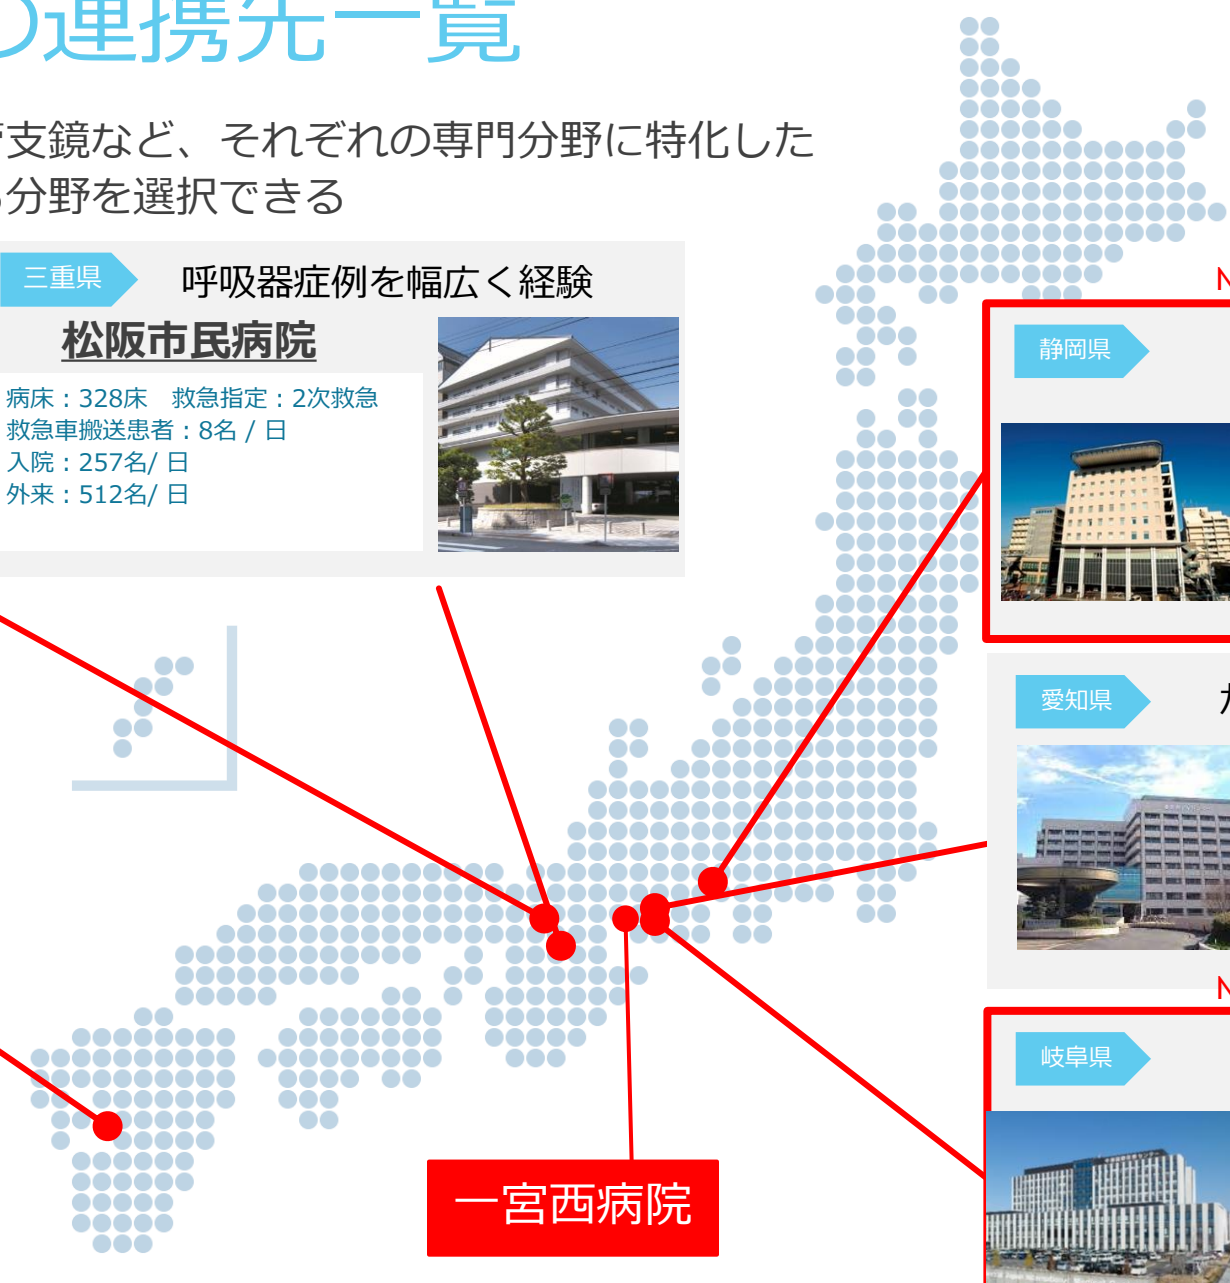 の連携先一覧
管支鏡など、それぞれの専門分野に特化した
る分野を選択できる
三重県
呼吸器症例を幅広く経験
松阪市民病院
病床：328床　救急指定：2次救急
救急車搬送患者：8名 / 日
入院：257名/ 日
外来：512名/ 日
N
静岡県
愛知県
が
N
岐阜県
一宮西病院